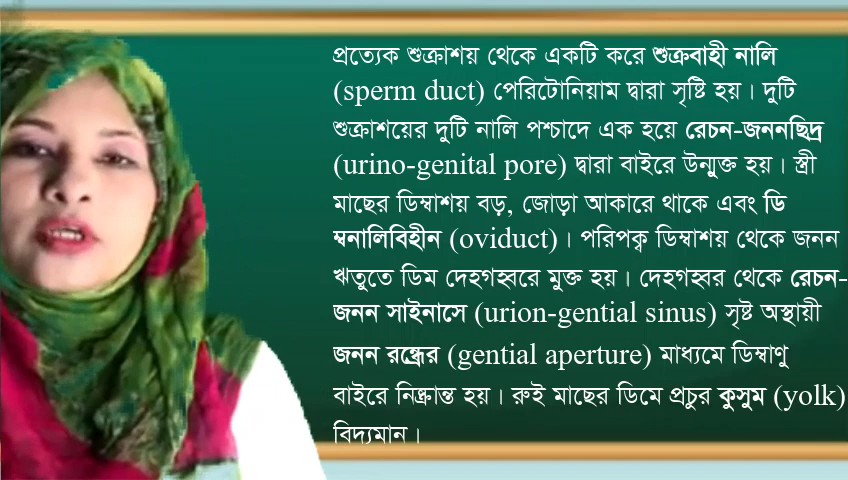 প্রত্যেক শুক্রাশয় থেকে একটি করে শুক্রবাহী নালি
(sperm duct) পেরিটোনিয়াম দ্বারা সৃষ্টি হয়। দুটি
শুক্রাশয়ের দুটি নালি পশ্চাদে এক হয়ে রেচন-জননছিদ্র
(urino-genital pore) দ্বারা বাইরে উন্মুক্ত হয়। স্ত্রী
মাছের ডিম্বাশয় বড়, জোড়া আকারে থাকে এবং ডি
ম্বনালিবিহীন (oviduct)। পরিপক্ব ডিম্বাশয় থেকে জনন
ঋতুতে ডিম দেহগহ্বরে মুক্ত হয়। দেহগহ্বর থেকে রেচন-
জনন সাইনাসে (urion-gential sinus) সৃষ্ট অস্থায়ী
জনন রন্ধ্রের (gential aperture) মাধ্যমে ডিম্বাণু
বাইরে নিষ্ক্রান্ত হয়। রুই মাছের ডিমে প্রচুর কুসুম (yolk)
বিদ্যমান।